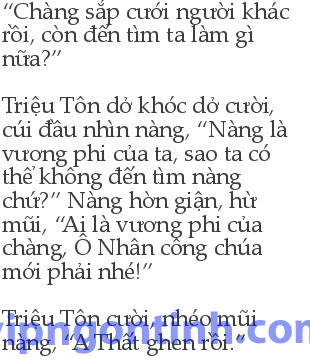 “Chàng sắp cưới người khác
rồi, còn đến tìm ta làm gì
nữa?”
Triệu Tôn dở khóc dở cười,
cúi đầu nhìn nàng, “Nàng là
vương phi của ta, sao ta có
thể không đến tìm nàng
chứ?” Nàng hờn giận, hừ
mũi, “Ai là vương phi của
chàng, Ô Nhân công chúa
mới phải nhé!”
Triệu Tôn cười, nhéo mũi
nàng, “A Thất ghen rồi.”
vipngontinh.com